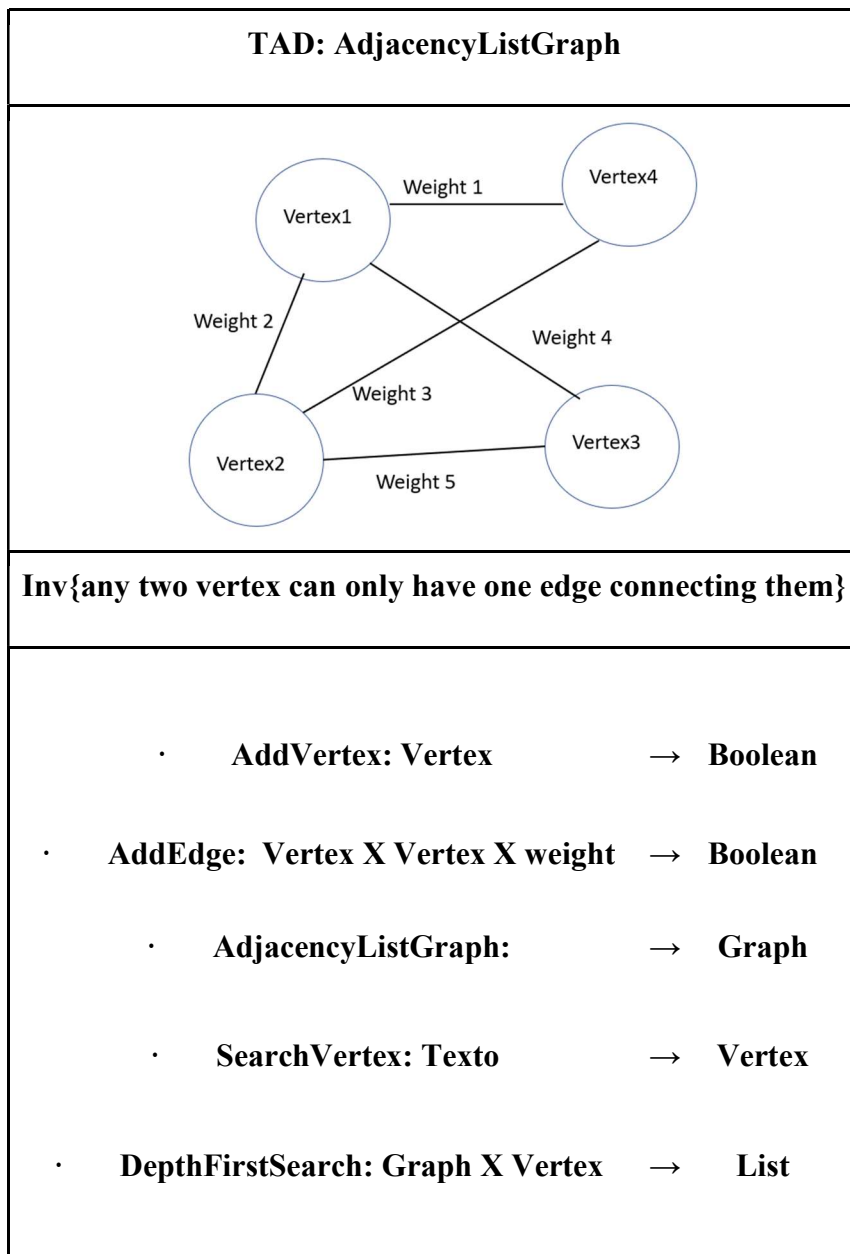 TAD: AdjacencyListGraph
Weight 1
Vertex4
Vertex1
Weight 2
Weight 4
Weight 3
Vertex3
Vertex2
Weight 5
Inv{any two vertex can only have one edge connecting them}
· AddVertex: Vertex → Boolean
· AddEdge: Vertex X Vertex X weight → Boolean
· AdjacencyListGraph: → Graph
· SearchVertex: Texto → Vertex
· DepthFirstSearch: Graph X Vertex → List